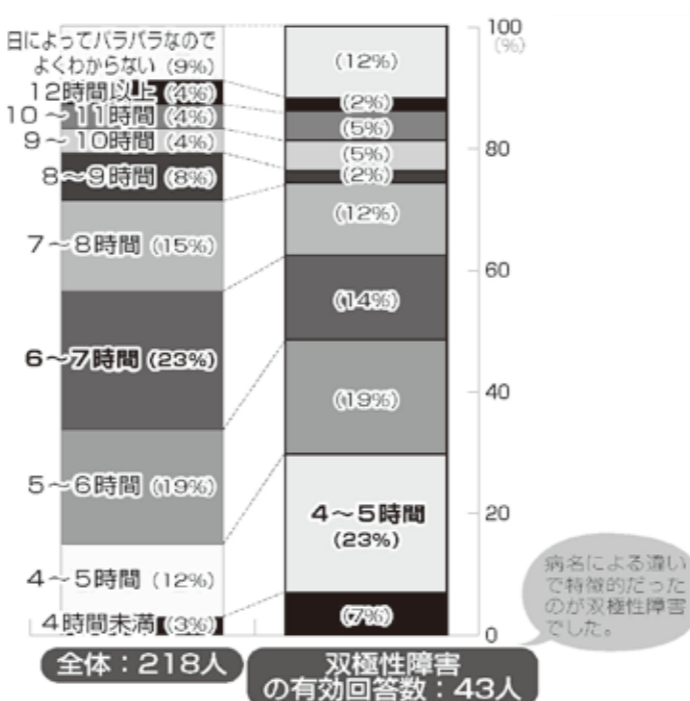 日によってバラバラなので
よくわからない（9%）
12時間以上（4%）
10～11時間（4%）
9～10時間（4%）
8～9時間（8%）
7～8時間（15%）
6～7時間（23%）
5～6時間（19%）
4～5時間（12%）
4時間未満（3%）
全体：218人
（12%）
（2%）
（5%）
（5%）
（2%）
（12%）
（14%）
（19%）
4～5時間
（23%）
（7%）
双極性障害
の有効回答数：43人
100
（%）
80
60
40
20
0
病名による違い
で特徴的だった
のが双極性障害
でした。